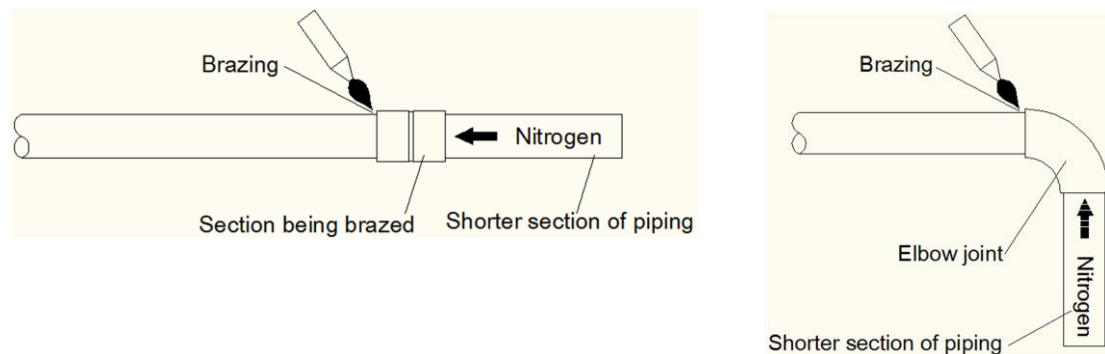 Brazing
Nitrogen
Section being brazed
Shorter section of piping
Brazing
Elbow joint
Nitrogen
Shorter section of piping